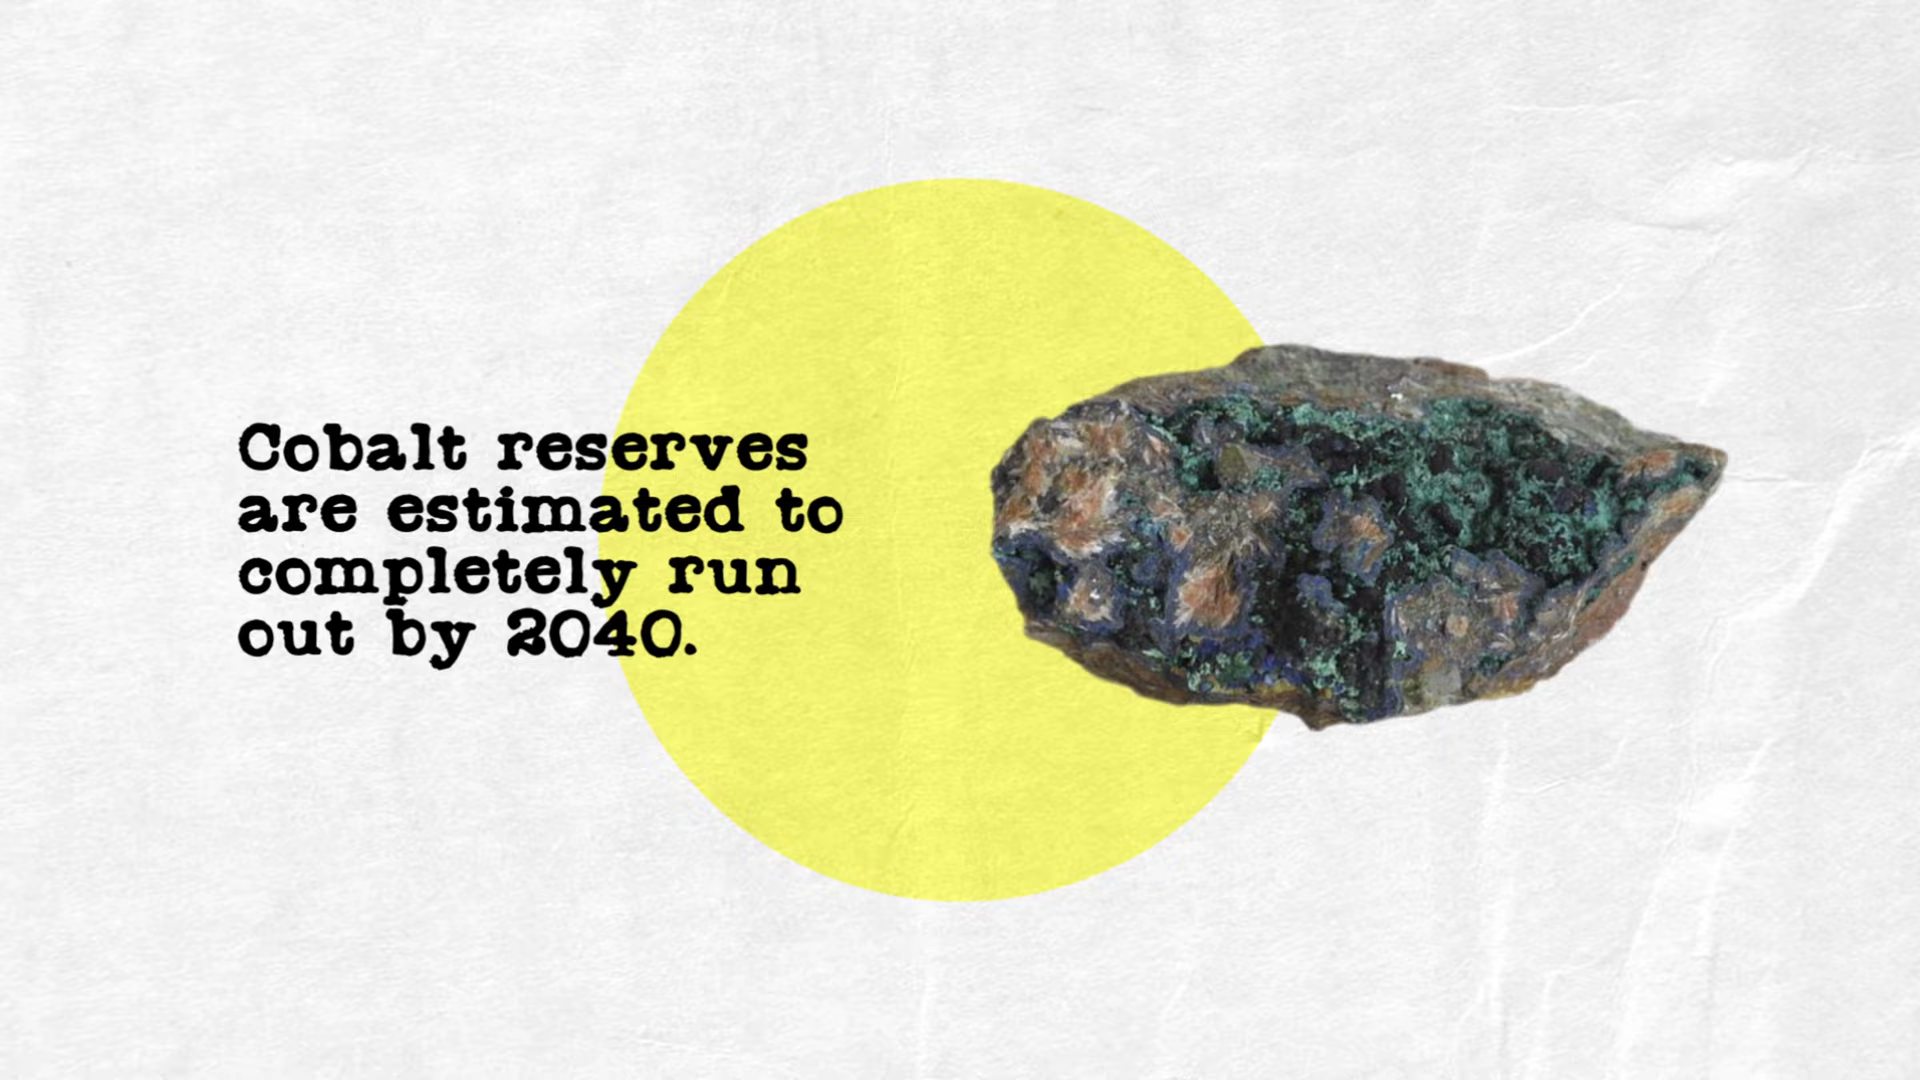 Cobalt reserves
are estimated to
completely run
out by 2040.